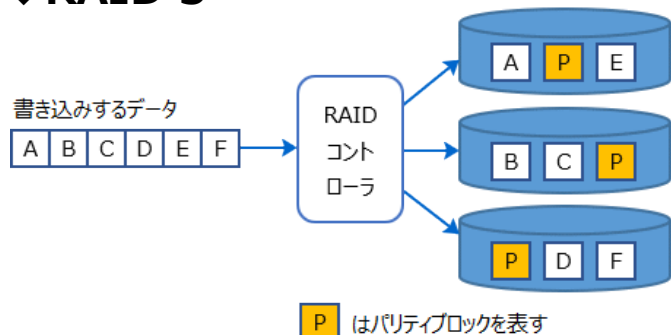 RAID
書き込みするデータ
A B C D E F
RAID
コント
ローラ
A P E
B C P
P D F
P はパリティブロックを表す